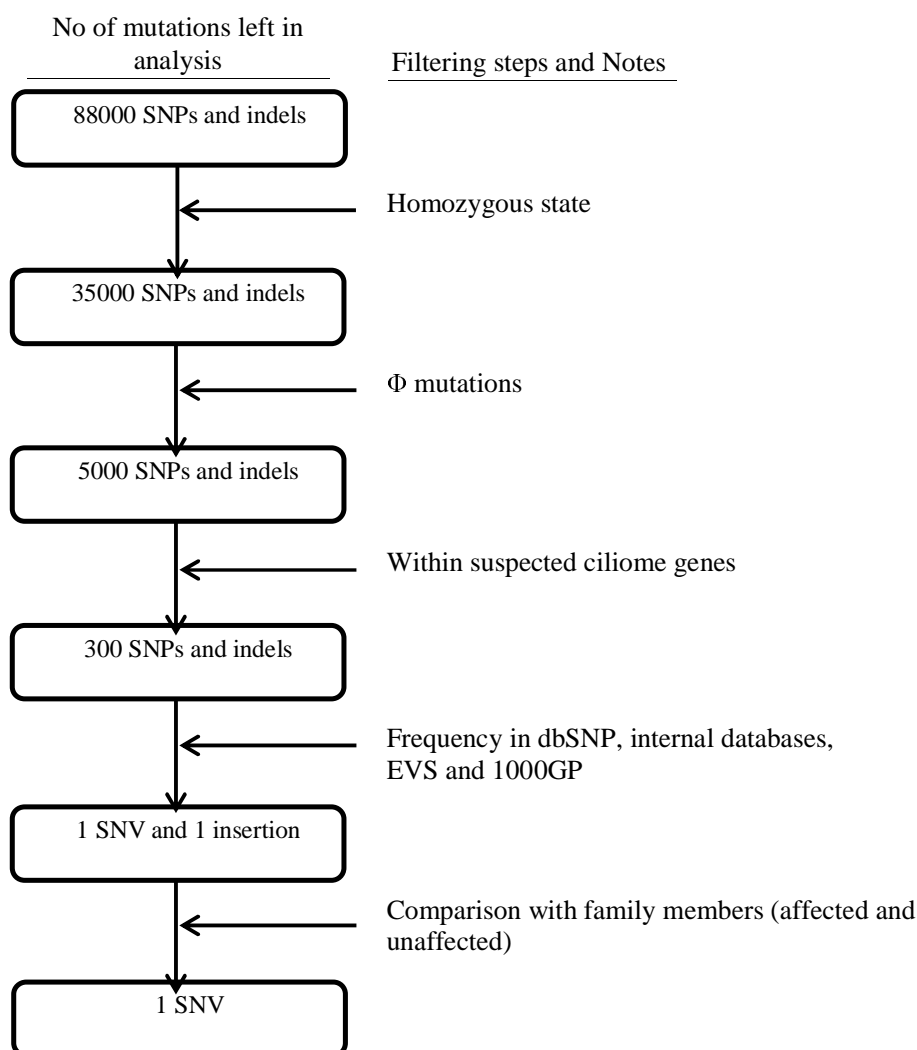 No of mutations left in
analysis
Filtering steps and Notes
88000 SNPs and indels
Homozygous state
35000 SNPs and indels
Φ mutations
5000 SNPs and indels
Within suspected ciliome genes
300 SNPs and indels
Frequency in dbSNP, internal databases,
EVS and 1000GP
1 SNV and 1 insertion
Comparison with family members (affected and
unaffected)
1 SNV